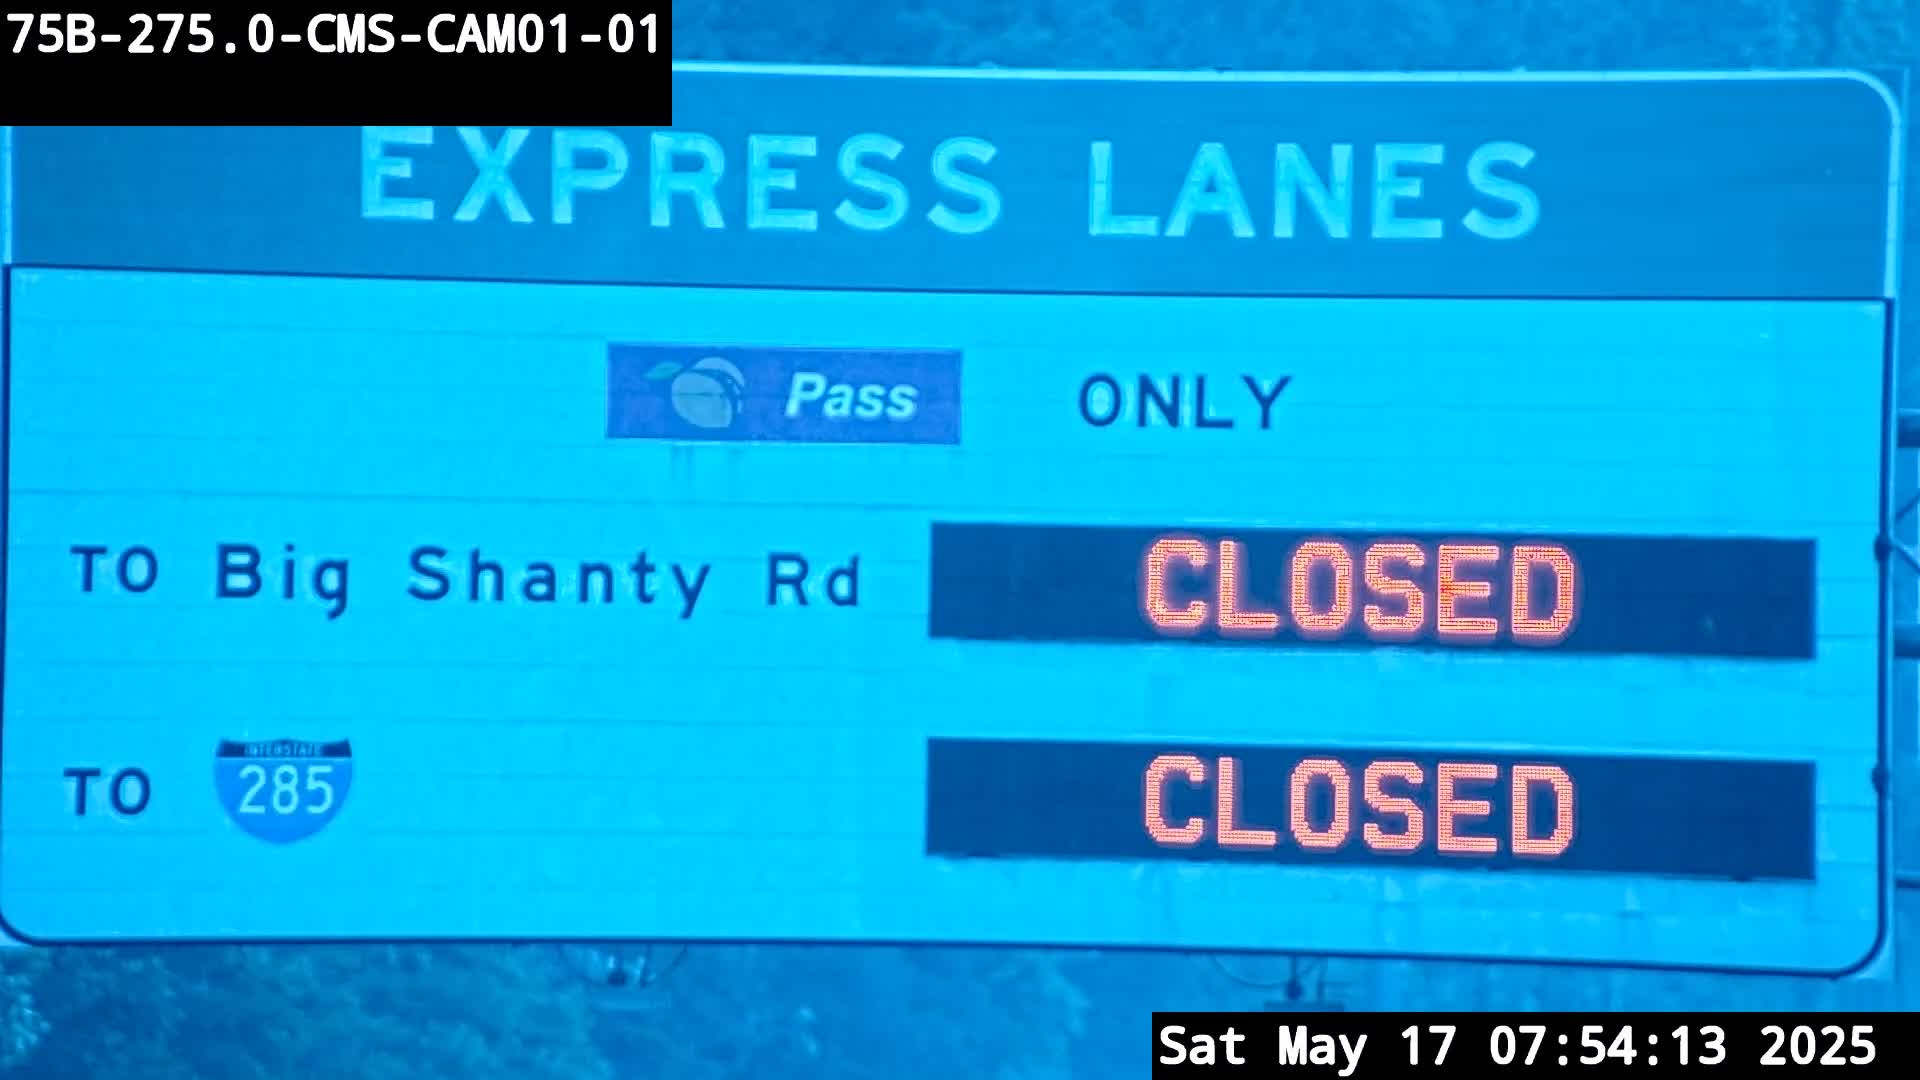 75B-275.0-CMS-CAM01-01
EXPRESS LANES
Pass ONLY
TO Big Shanty Rd CLOSED
INTERSTATE
TO 285 CLOSED
Sat May 17 07:54:13 2025